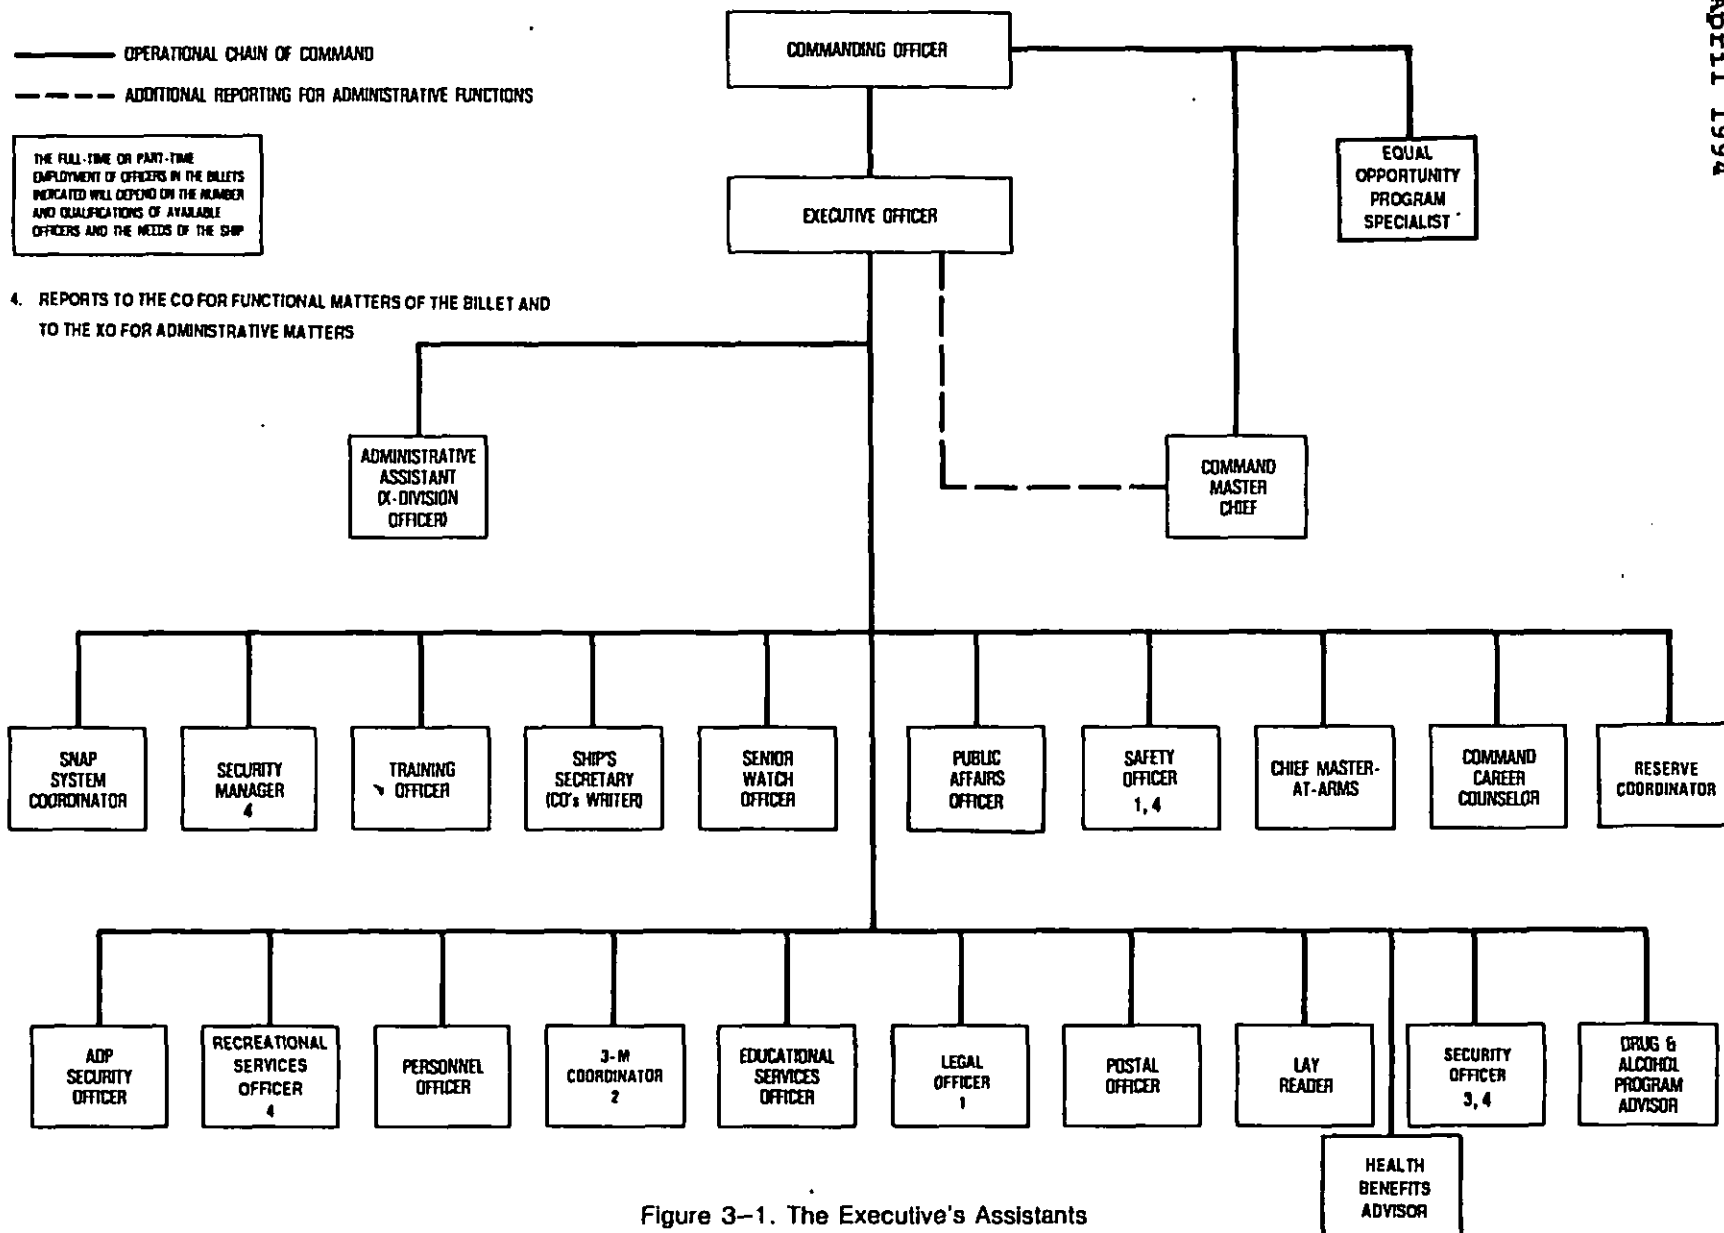 April 1994
OPERATIONAL CHAIN OF COMMAND
ADDITIONAL REPORTING FOR ADMINISTRATIVE FUNCTIONS
THE FULL-TIME OR PART-TIME
EMPLOYMENT OF OFFICERS IN THE BILLETS
INDICATED WILL DEPEND ON THE NUMBER
AND QUALIFICATIONS OF AVAILABLE
OFFICERS AND THE NEEDS OF THE SHIP
4. REPORTS TO THE CO FOR FUNCTIONAL MATTERS OF THE BILLET AND
TO THE XO FOR ADMINISTRATIVE MATTERS
COMMANDING OFFICER
EXECUTIVE OFFICER
EQUAL
OPPORTUNITY
PROGRAM
SPECIALIST
ADMINISTRATIVE
ASSISTANT
(X-DIVISION
OFFICER)
COMMAND
MASTER
CHIEF
SNAP
SYSTEM
COORDINATOR
SECURITY
MANAGER
4
TRAINING
OFFICER
SHIP'S
SECRETARY
(CO's WRITER)
SENIOR
WATCH
OFFICER
PUBLIC
AFFAIRS
OFFICER
SAFETY
OFFICER
1, 4
CHIEF MASTER-
AT-ARMS
COMMAND
CAREER
COUNSELOR
RESERVE
COORDINATOR
ADP
SECURITY
OFFICER
RECREATIONAL
SERVICES
OFFICER
4
PERSONNEL
OFFICER
3-M
COORDINATOR
2
EDUCATIONAL
SERVICES
OFFICER
LEGAL
OFFICER
1
POSTAL
OFFICER
LAY
READER
SECURITY
OFFICER
3, 4
DRUG &
ALCOHOL
PROGRAM
ADVISOR
HEALTH
BENEFITS
ADVISOR
Figure 3–1. The Executive's Assistants